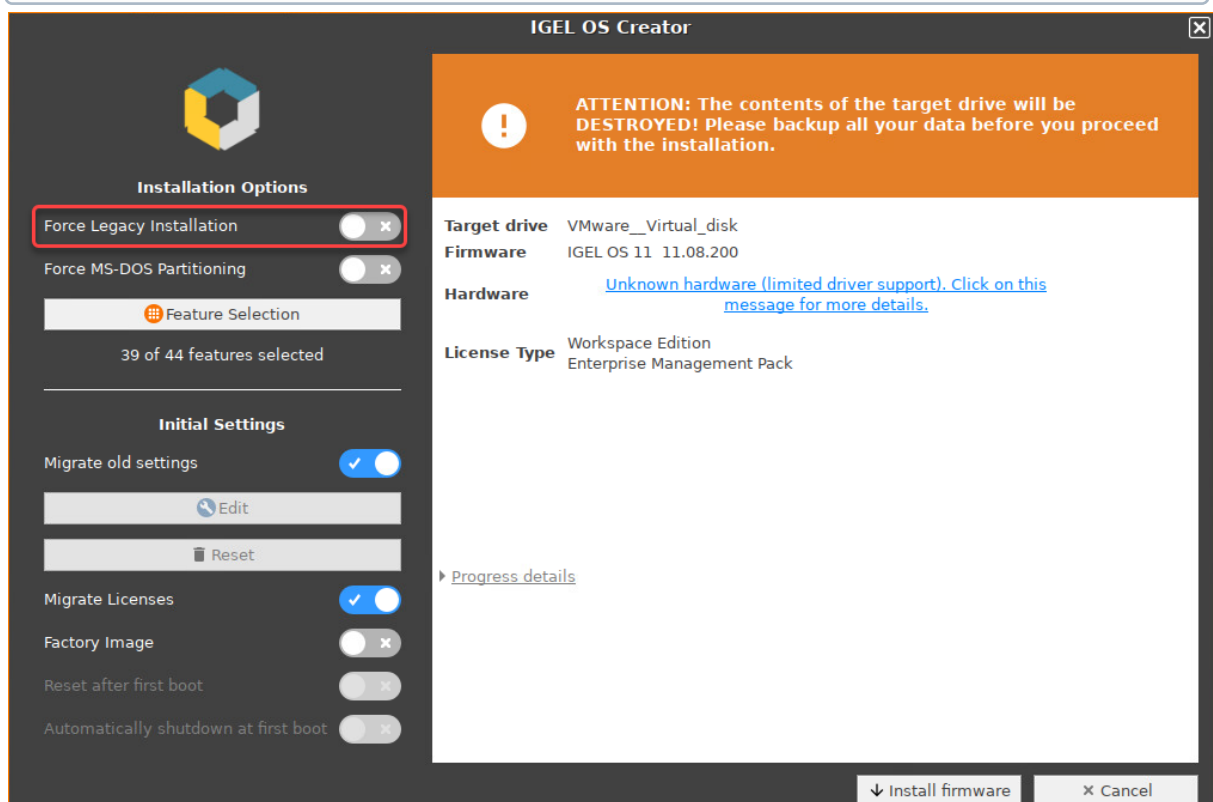 IGEL OS Creator
ATTENTION: The contents of the target drive will be
DESTROYED! Please backup all your data before you proceed
with the installation.
Installation Options
Force Legacy Installation
Force MS-DOS Partitioning
Feature Selection
39 of 44 features selected
Initial Settings
Migrate old settings
Edit
Reset
Migrate Licenses
Factory Image
Reset after first boot
Automatically shutdown at first boot
Target drive VMware__Virtual_disk
Firmware IGEL OS 11 11.08.200
Hardware Unknown hardware (limited driver support). Click on this
message for more details.
License Type Workspace Edition
Enterprise Management Pack
Progress details
Install firmware
Cancel